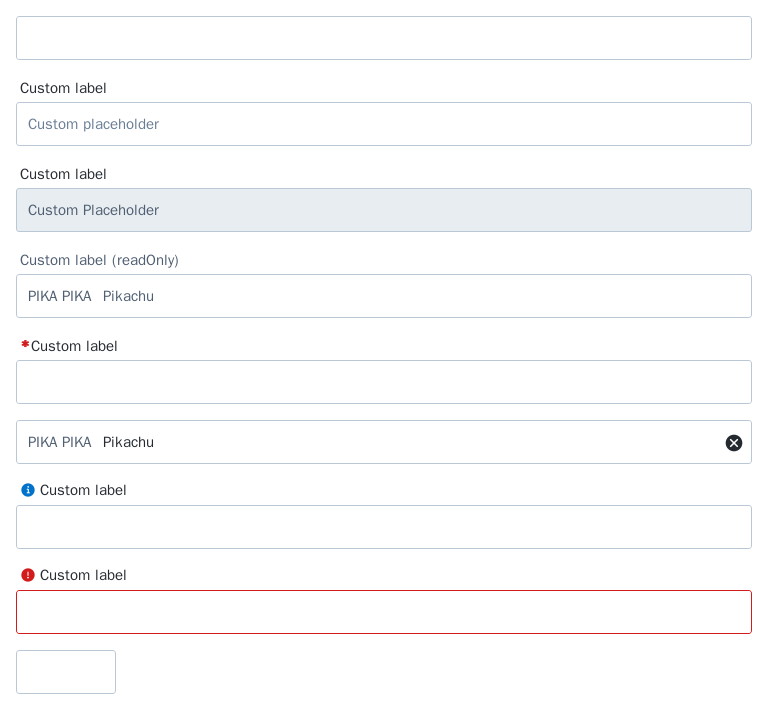 Custom label
Custom placeholder
Custom label
Custom Placeholder
Custom label (readOnly)
PIKA PIKA Pikachu
*Custom label
PIKA PIKA Pikachu
Custom label
Custom label